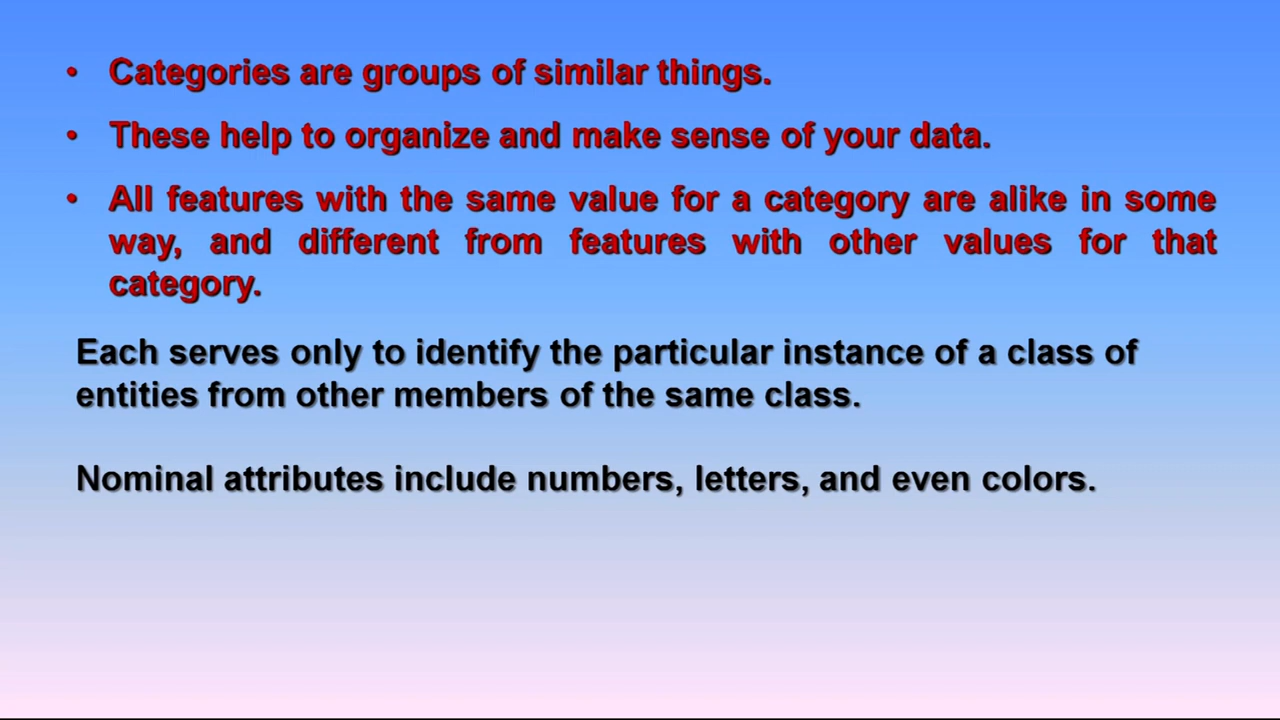 • Categories are groups of similar things.
• These help to organize and make sense of your data.
• All features with the same value for a category are alike in some
way, and different from features with other values for that
category.
Each serves only to identify the particular instance of a class of
entities from other members of the same class.
Nominal attributes include numbers, letters, and even colors.